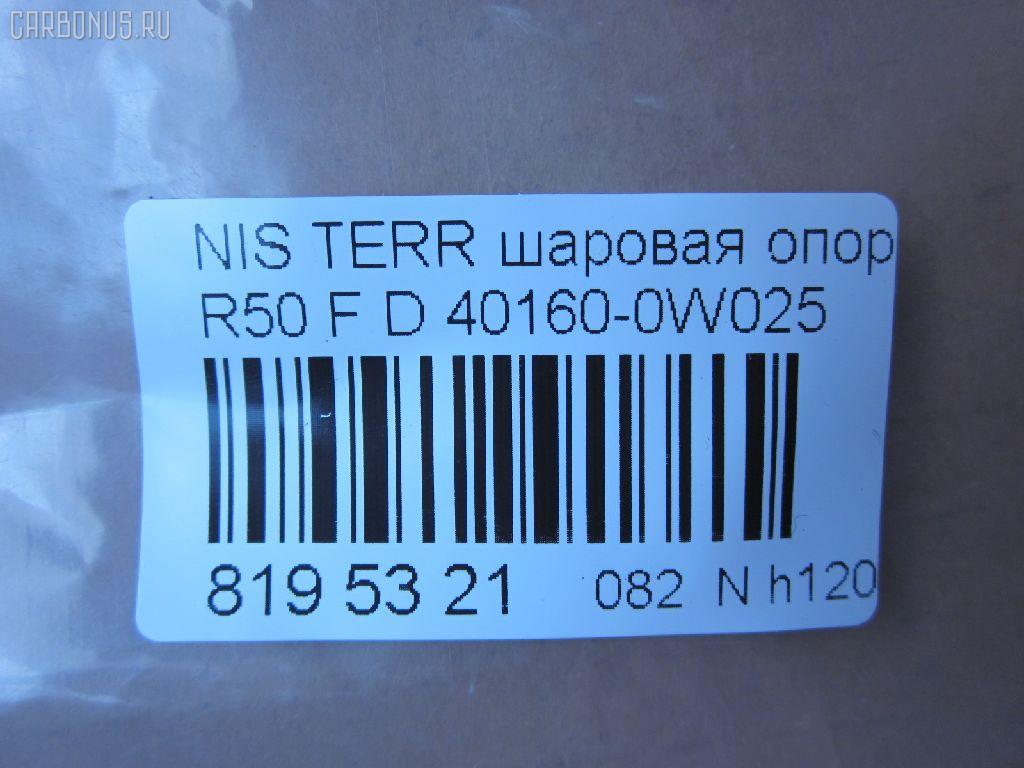 CARBONUS.RU
NIS TERR шаровая опор
R50 F D 40160-0W025
819 53 21 082 N h120